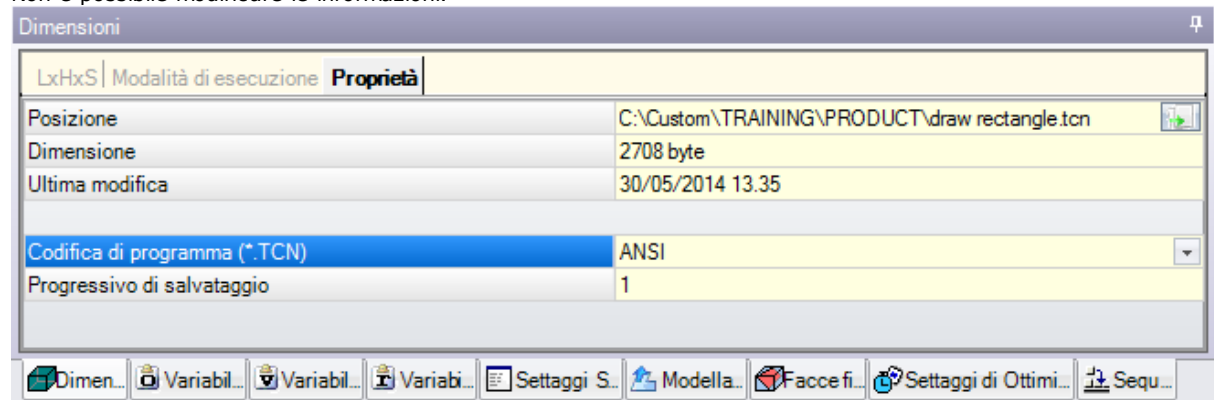 Dimensioni
LxHxS Modalità di esecuzione Proprietà
Posizione C:\Custom\TRAINING\PRODUCT\draw rectangle.tcn
Dimensione 2708 byte
Ultima modifica 30/05/2014 13.35
Codifica di programma (*.TCN) ANSI
Progressivo di salvataggio 1
Dimen... Variabil... Variabil... Variabi... Settaggi S... Modella... Facce fi... Settaggi di Ottimi... Sequ...